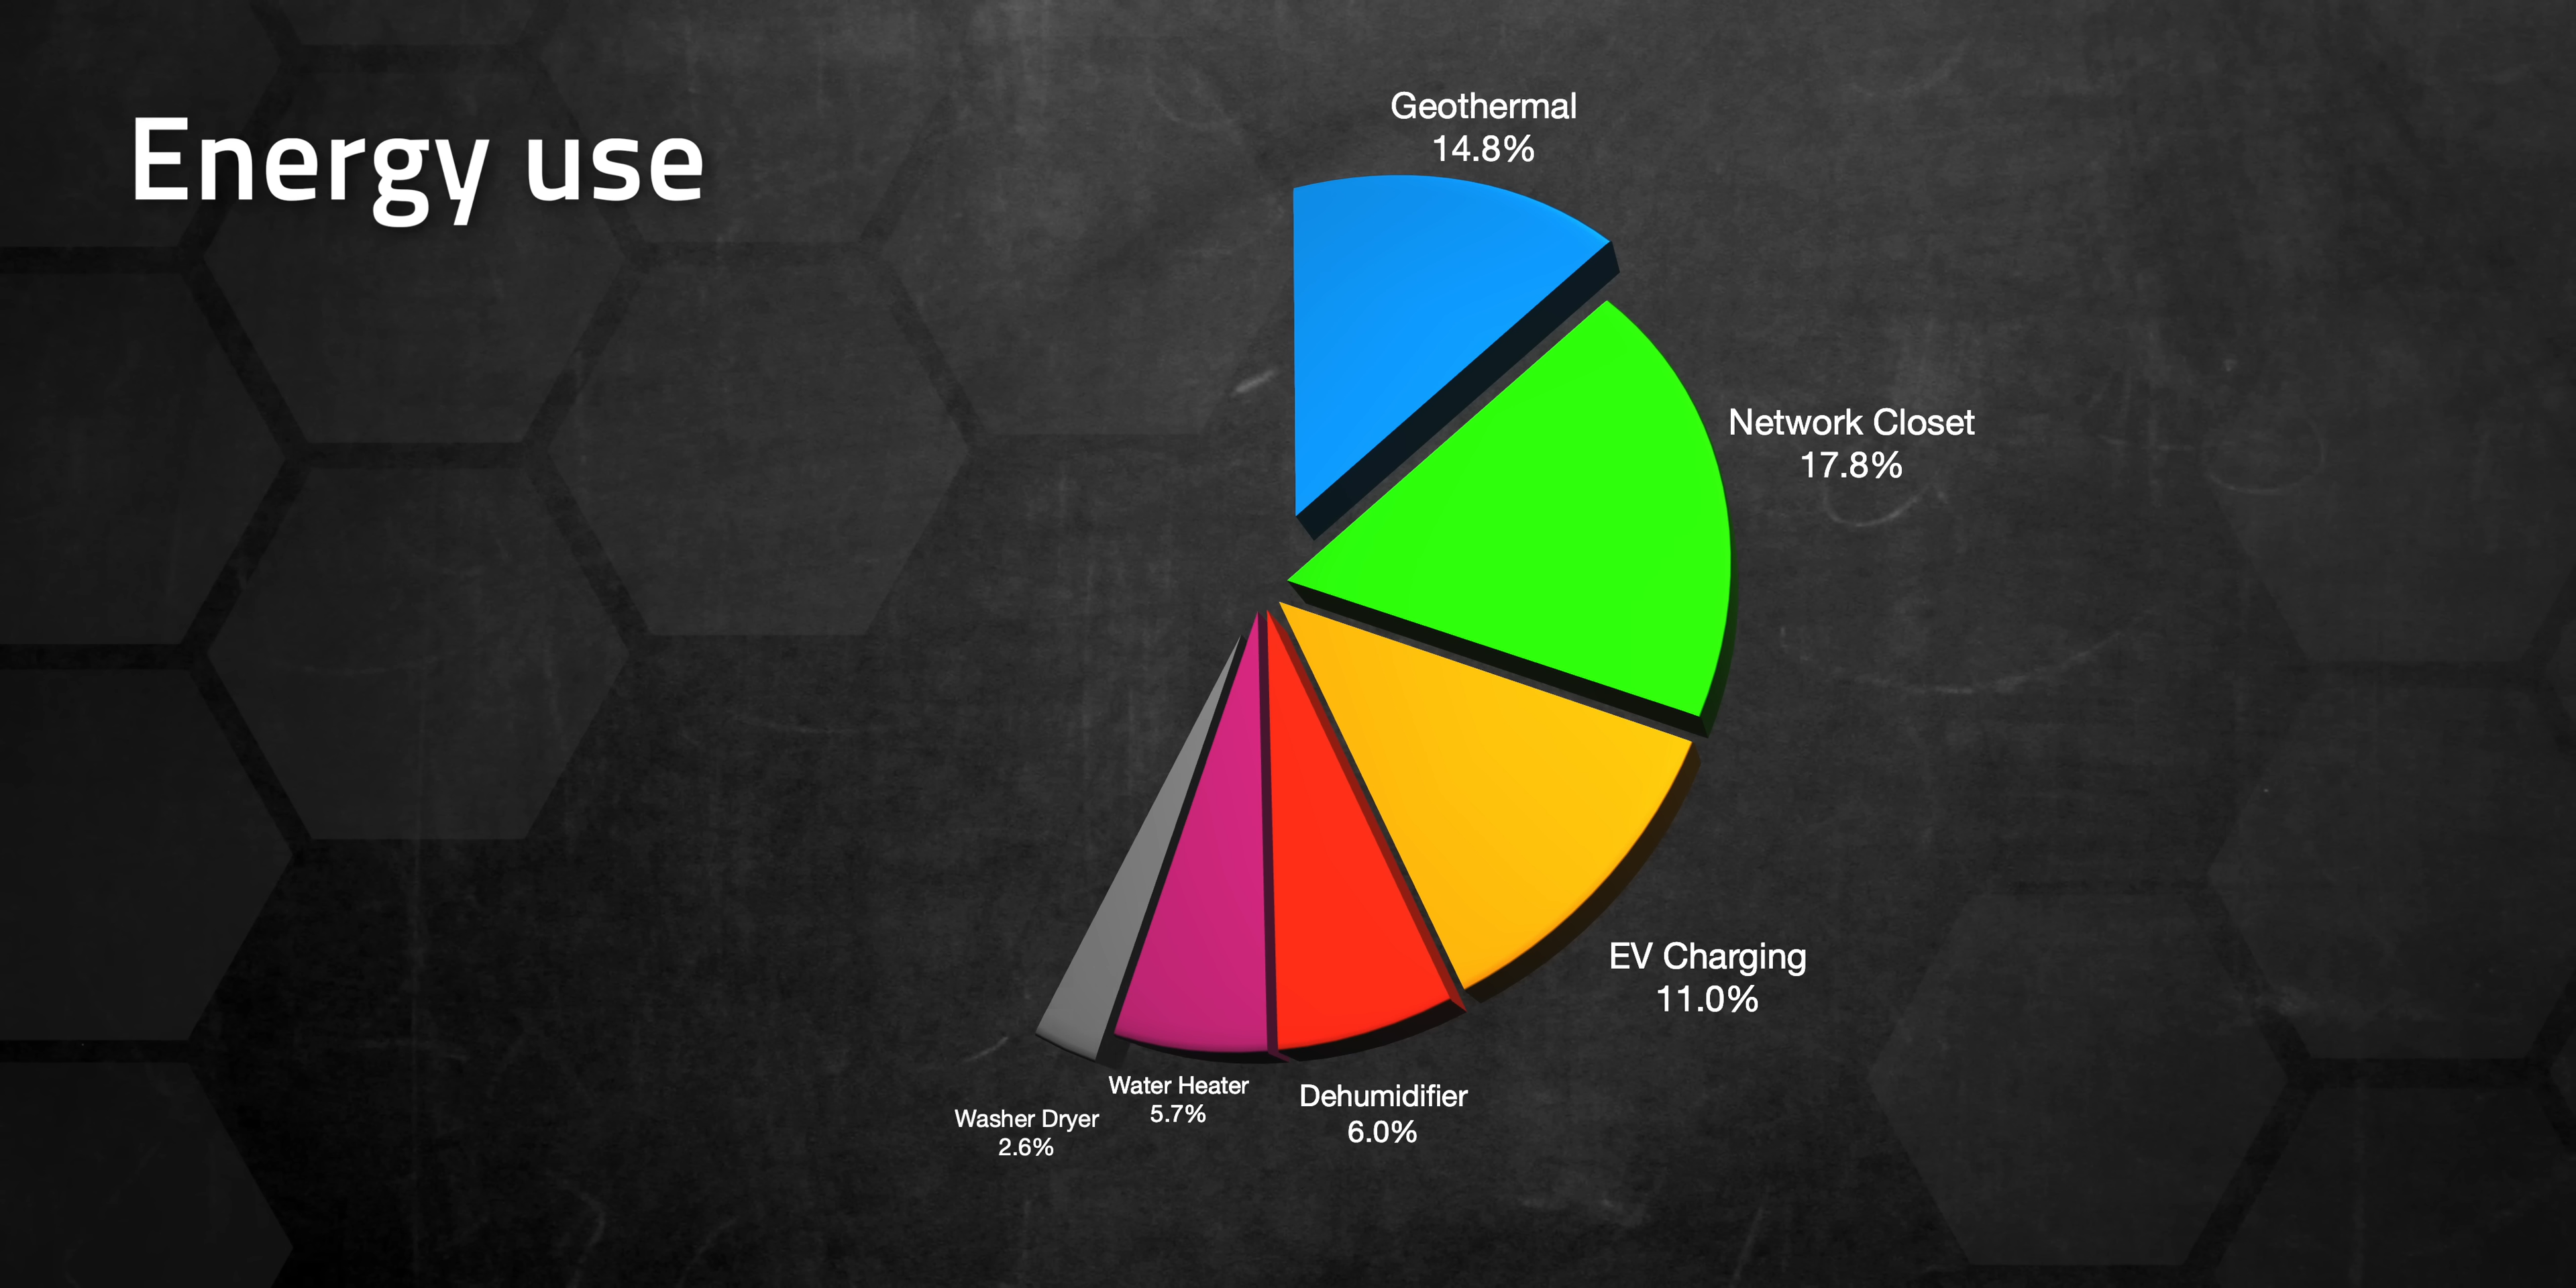 Energy use
Geothermal
14.8%
Network Closet
17.8%
EV Charging
11.0%
Dehumidifier
6.0%
Water Heater
5.7%
Washer Dryer
2.6%